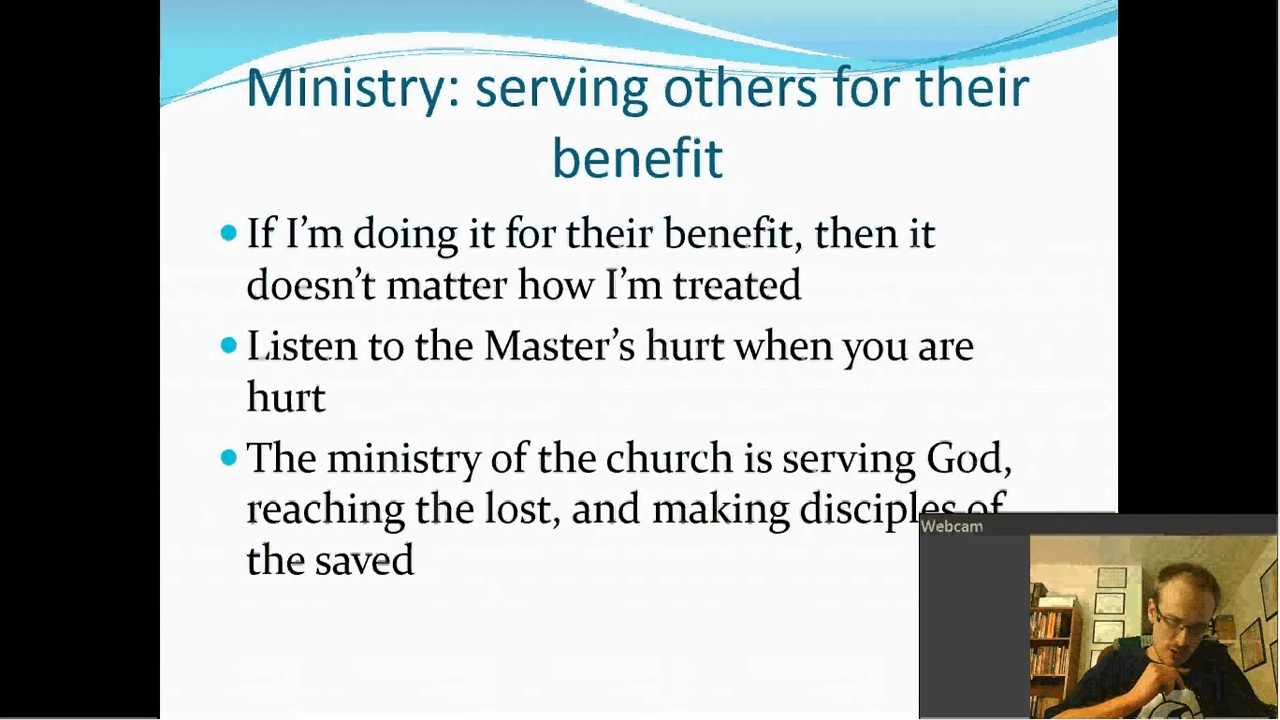 Ministry: serving others for their
benefit
• If I’m doing it for their benefit, then it
doesn’t matter how I’m treated
• Listen to the Master’s hurt when you are
hurt
• The ministry of the church is serving God,
reaching the lost, and making disciples of
the saved
Webcam